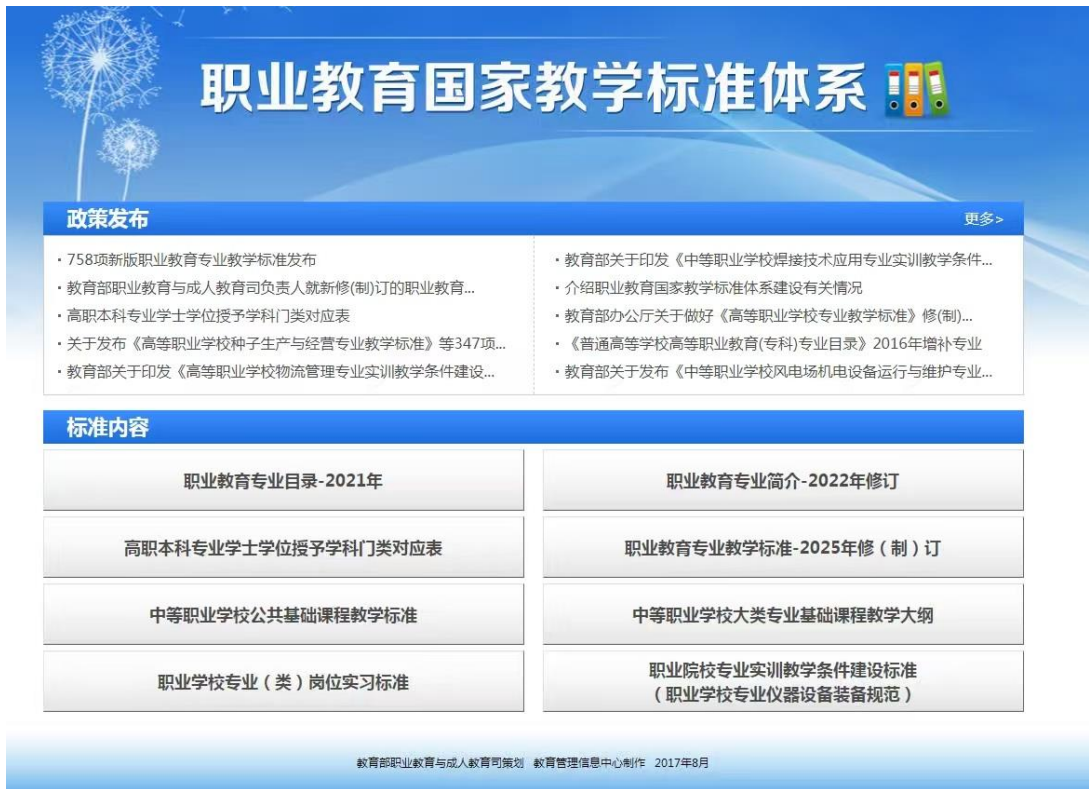 职业教育国家教学标准体系
政策发布
更多>
· 758项新版职业教育专业教学标准发布
· 教育部职业教育与成人教育司负责人就新修(制)订的职业教育...
· 高职本科专业学士学位授予学科门类对应表
· 关于发布《高等职业学校种子生产与经营专业教学标准》等347项...
· 教育部关于印发《高等职业学校物流管理专业实训教学条件建设...
· 教育部关于印发《中等职业学校焊接技术应用专业实训教学条件...
· 介绍职业教育国家教学标准体系建设有关情况
· 教育部办公厅关于做好《高等职业学校专业教学标准》修(制)...
· 《普通高等学校高等职业教育(专科)专业目录》2016年增补专业
· 教育部关于发布《中等职业学校风电场机电设备运行与维护专业...
标准内容
职业教育专业目录-2021年
职业教育专业简介-2022年修订
高职本科专业学士学位授予学科门类对应表
职业教育专业教学标准-2025年修（制）订
中等职业学校公共基础课程教学标准
中等职业学校大类专业基础课程教学大纲
职业学校专业（类）岗位实习标准
职业院校专业实训教学条件建设标准
（职业学校专业仪器设备装备规范）
教育部职业教育与成人教育司策划 教育管理信息中心制作 2017年8月